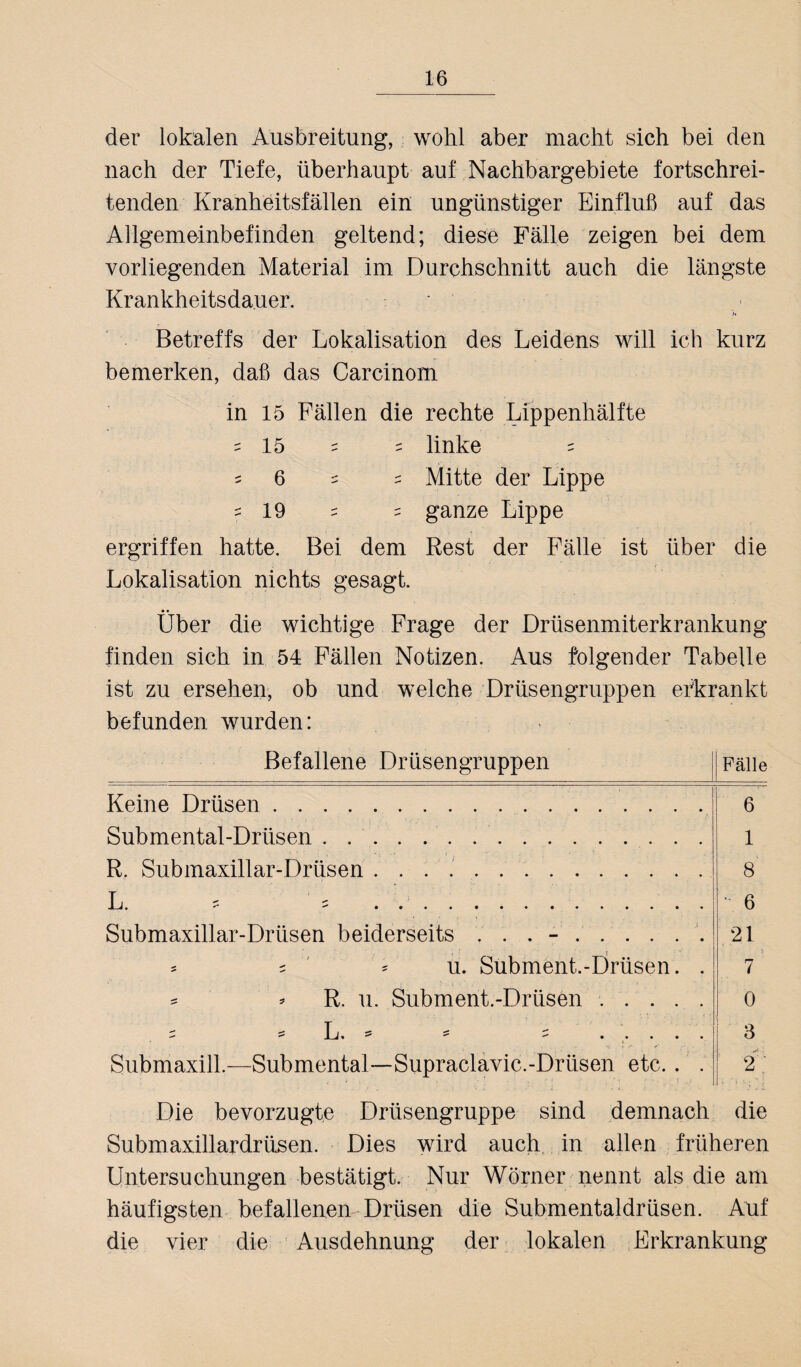 16
der lokalen Ausbreitung, wohl aber macht sich bei den
nach der Tiefe, überhaupt auf Nachbargebiete fortschrei-
tenden Kranheitsfällen ein ungünstiger Einfluß auf das
Allgemeinbefinden geltend; diese Fälle zeigen bei dem
vorliegenden Material im Durchschnitt auch die längste
Krankheitsdauer.
Betreffs der Lokalisation des Leidens will ich kurz
bemerken, daß das Carcinom
in 15 Fällen die rechte Lippenhälfte
= 15 = = linke =
= 6 = = Mitte der Lippe
= 19 = = ganze Lippe
ergriffen hatte. Bei dem Rest der Fälle ist über die
Lokalisation nichts gesagt.
Über die wichtige Frage der Drüsenmiterkrankung
finden sich in 54 Fällen Notizen. Aus folgender Tabelle
ist zu ersehen, ob und welche Drüsengruppen erkrankt
befunden wurden:
Befallene Drüsengruppen Fälle
Keine Drüsen . . . . . . . . . . . . . . . . . . 6
Submental-Drüsen . . . . . . . . . . . . . . . . 1
R. Submaxillar-Drüsen . . . . . . . . . . . . . . 8
L. = = . . . . . . . . . . . . . . 6
Submaxillar-Drüsen beiderseits . . . - . . . . . . 21
= = = u. Submen­t.-Drüsen. . 7
= = R. u. Subment.-Drüsen . . . . . 0
= = L. = = = . . . . . 3
Submaxill.—Submental—Supraclavic.-Drüsen etc. . . 2
Die bevorzugte Drüsengruppe sind demnach die
Submaxillardrüsen. Dies wird auch in allen früheren
Untersuchungen bestätigt. Nur Wörner nennt als die am
häufigsten befallenen Drüsen die Submentaldrüsen. Auf
die vier die Ausdehnung der lokalen Erkrankung